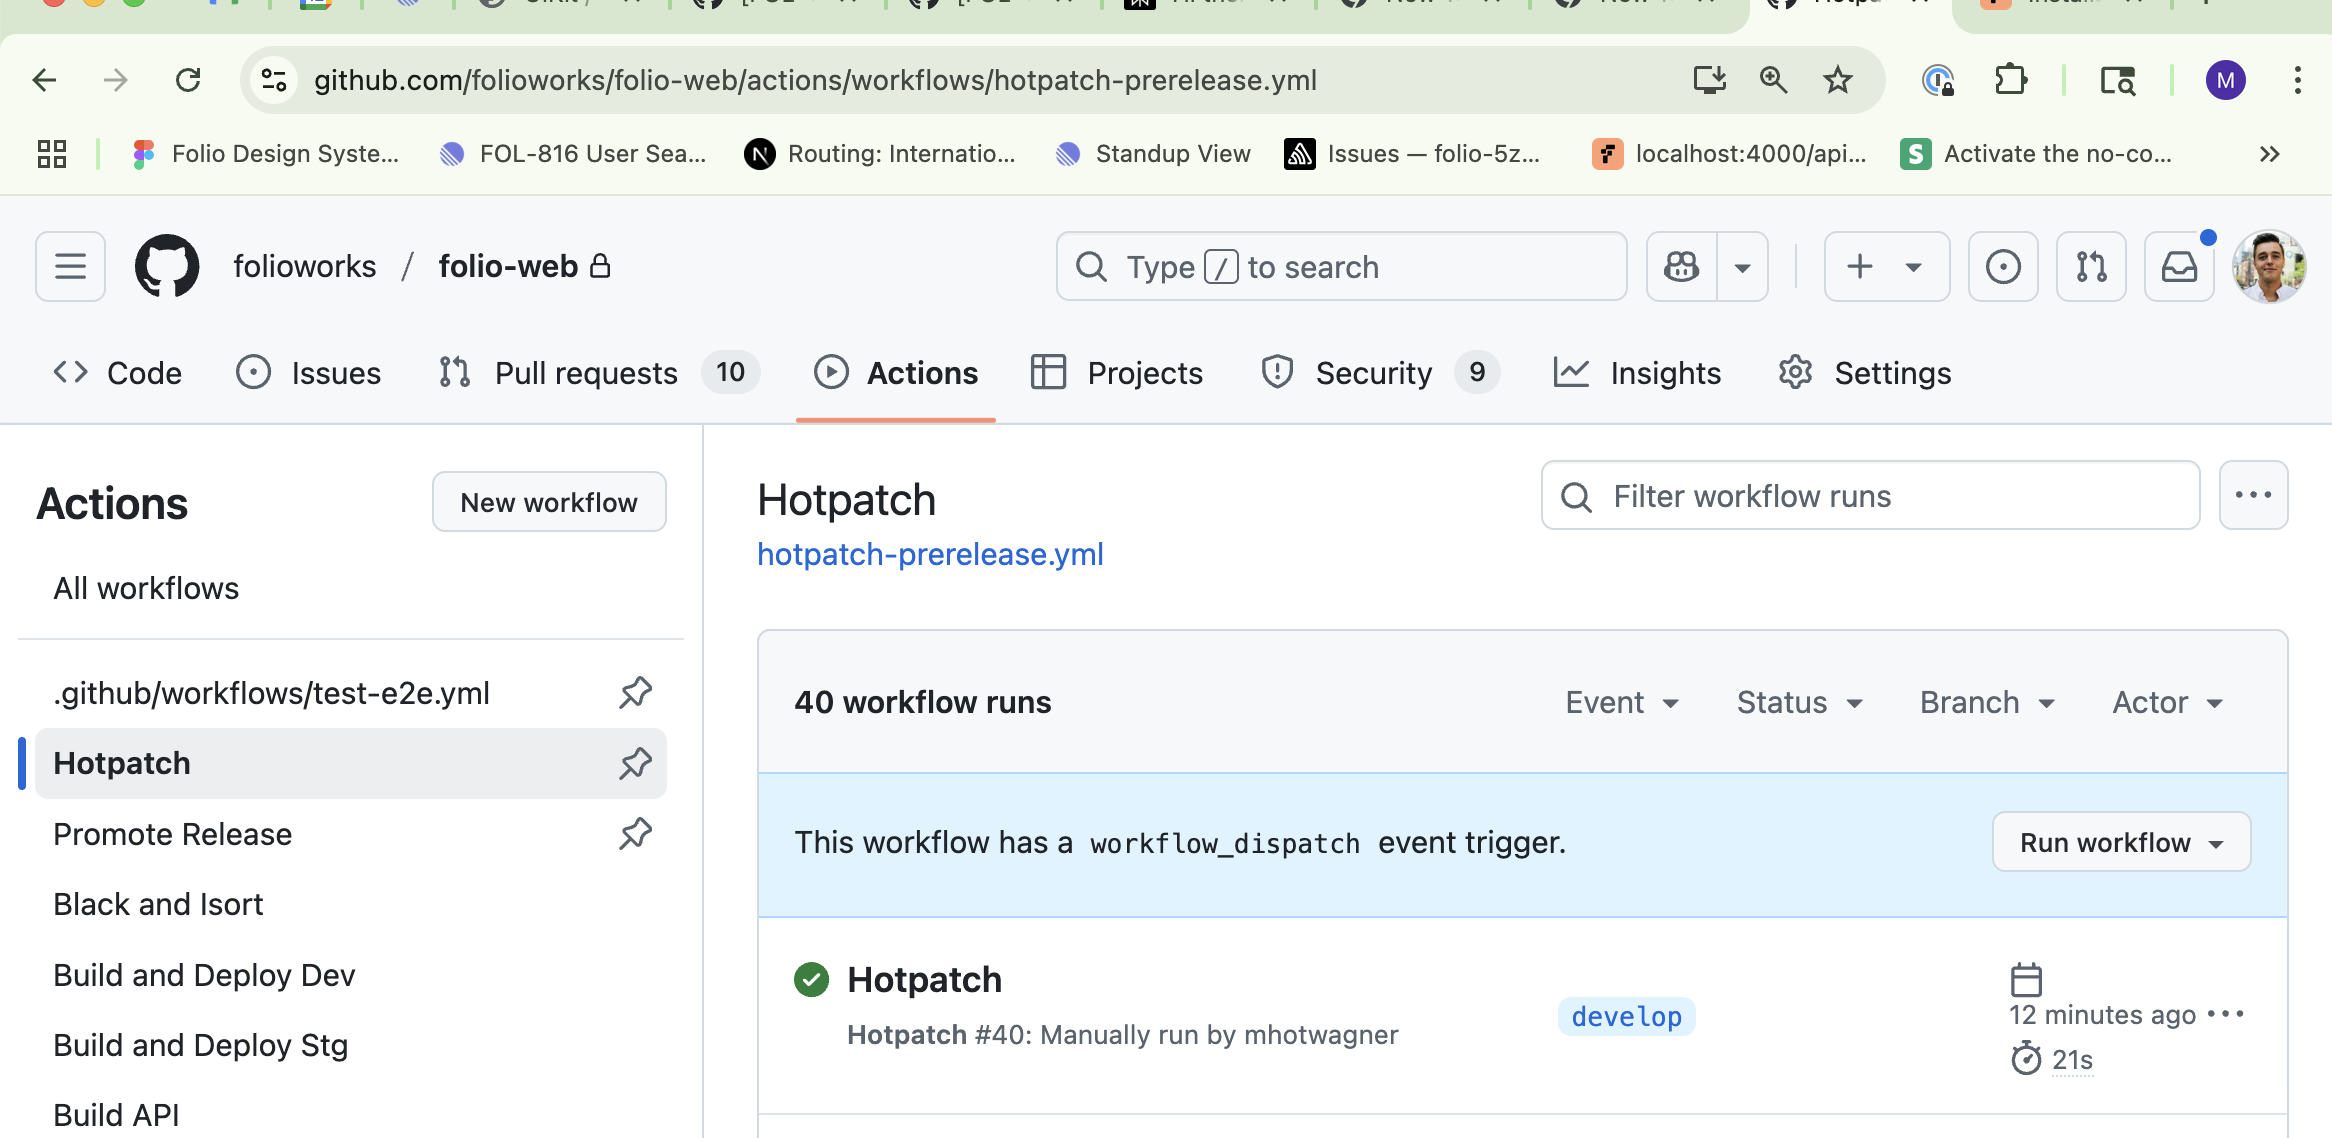 github.com/folioworks/folio-web/actions/workflows/hotpatch-prerelease.yml
M
Folio Design Syste...
FOL-816 User Sea...
N
Routing: Internatio...
Standup View
Issues — folio-5z...
localhost:4000/api...
S
Activate the no-co...
folioworks / folio-web
Type / to search
Code
Issues
Pull requests 10
Actions
Projects
Security 9
Insights
Settings
Actions
New workflow
All workflows
.github/workflows/test-e2e.yml
Hotpatch
Promote Release
Black and Isort
Build and Deploy Dev
Build and Deploy Stg
Build API
Hotpatch
hotpatch-prerelease.yml
Filter workflow runs
40 workflow runs
Event
Status
Branch
Actor
This workflow has a workflow_dispatch event trigger.
Run workflow
Hotpatch
Hotpatch #40: Manually run by mhotwagner
develop
12 minutes ago
21s